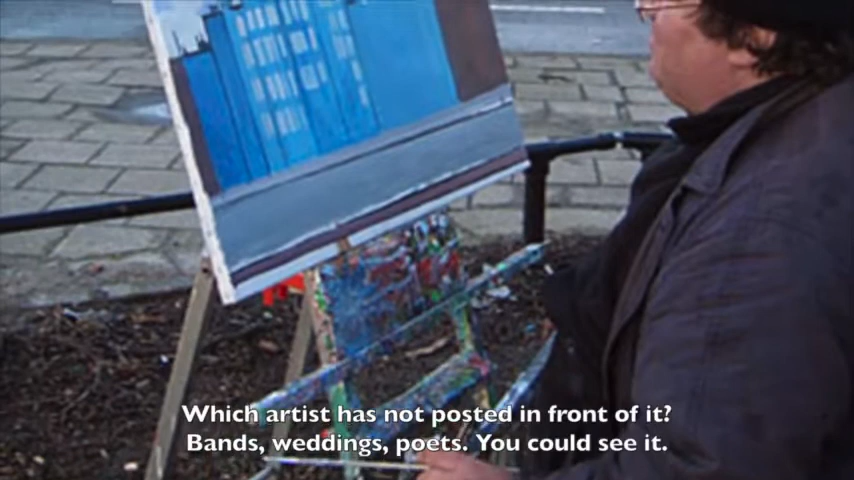 Which artist has not posted in front of it?
Bands, weddings, poets. You could see it.